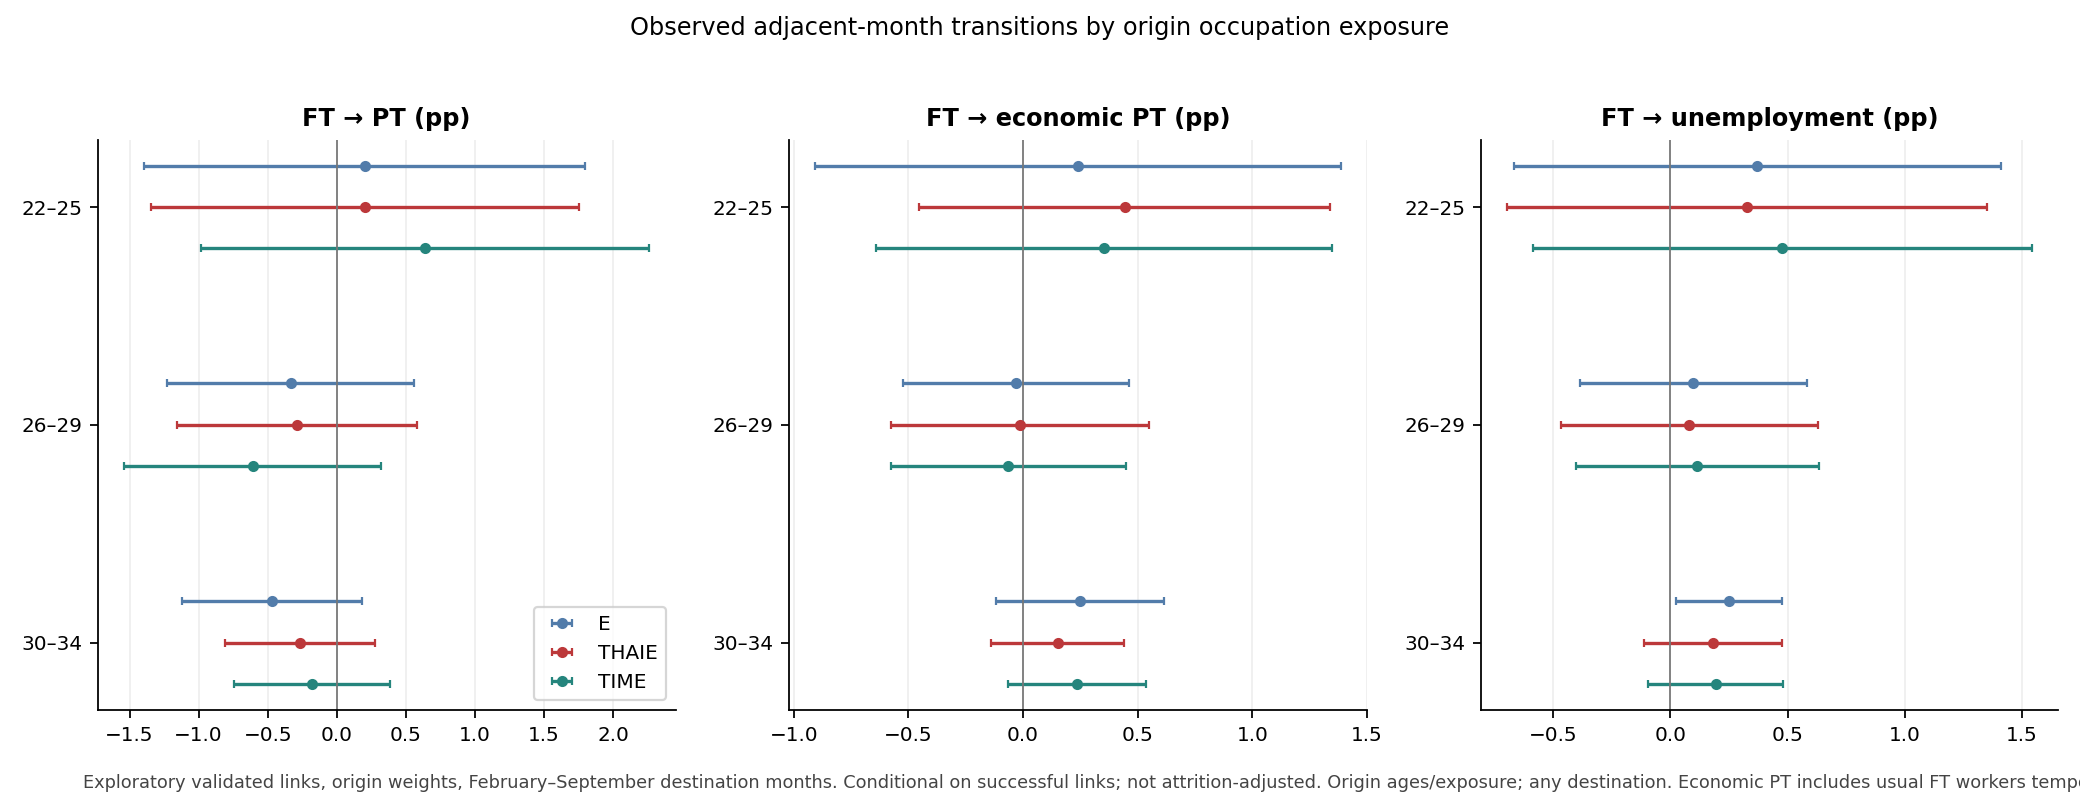 Observed adjacent-month transitions by origin occupation exposure
FT → PT (pp)
22–25
26–29
30–34
E
THAIE
TIME
−1.5 −1.0 −0.5 0.0 0.5 1.0 1.5 2.0
FT → economic PT (pp)
22–25
26–29
30–34
−1.0 −0.5 0.0 0.5 1.0 1.5
FT → unemployment (pp)
22–25
26–29
30–34
−0.5 0.0 0.5 1.0 1.5
Exploratory validated links, origin weights, February–September destination months. Conditional on successful links; not attrition-adjusted. Origin ages/exposure; any destination. Economic PT includes usual FT workers